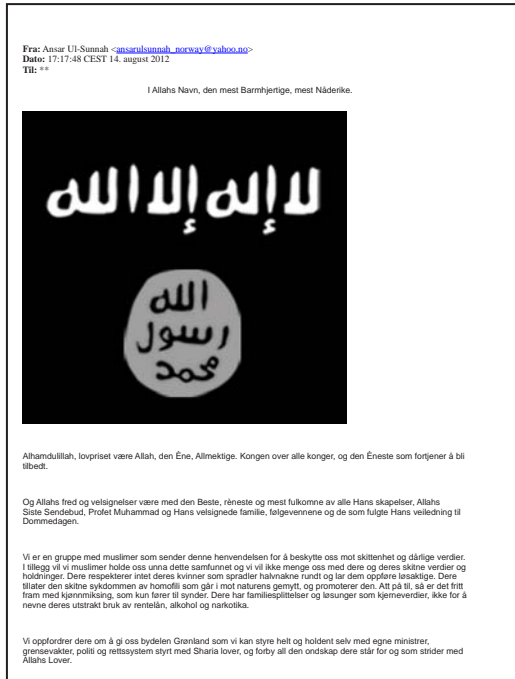 Fra: Ansar Ul-Sunnah <ansarulsunnah_norway@yahoo.no>
Dato: 17:17:48 CEST 14. august 2012
Til: **
I Allahs Navn, den mest Barmhjertige, mest Nåderike.
لا إله إلا الله
الله
رسول
محمد
Alhamdulillah, lovpriset være Allah, den Éne, Allmektige. Kongen over alle konger, og den Éneste som fortjener å bli
tilbedt.
Og Allahs fred og velsignelser være med den Beste, rèneste og mest fulkomne av alle Hans skapelser, Allahs
Siste Sendebud, Profet Muhammad og Hans velsignede familie, følgevennene og de som fulgte Hans veiledning til
Dommedagen.
Vi er en gruppe med muslimer som sender denne henvendelsen for å beskytte oss mot skittenhet og dårlige verdier.
I tillegg vil vi muslimer holde oss unna dette samfunnet og vi vil ikke menge oss med dere og deres skitne verdier og
holdninger. Dere respekterer intet deres kvinner som spradler halvnakne rundt og lar dem oppføre løsaktige. Dere
tillater den skitne sykdommen av homofili som går i mot naturens gemytt, og promoterer den. Att på til, så er det fritt
fram med kjønnmiksing, som kun fører til synder. Dere har familiesplittelser og løsunger som kjerneverdier, ikke for å
nevne deres utstrakt bruk av rentelån, alkohol og narkotika.
Vi oppfordrer dere om å gi oss bydelen Grønland som vi kan styre helt og holdent selv med egne ministrer,
grensevakter, politi og rettssystem styrt med Sharia lover, og forby all den ondskap dere står for og som strider med
Allahs Lover.